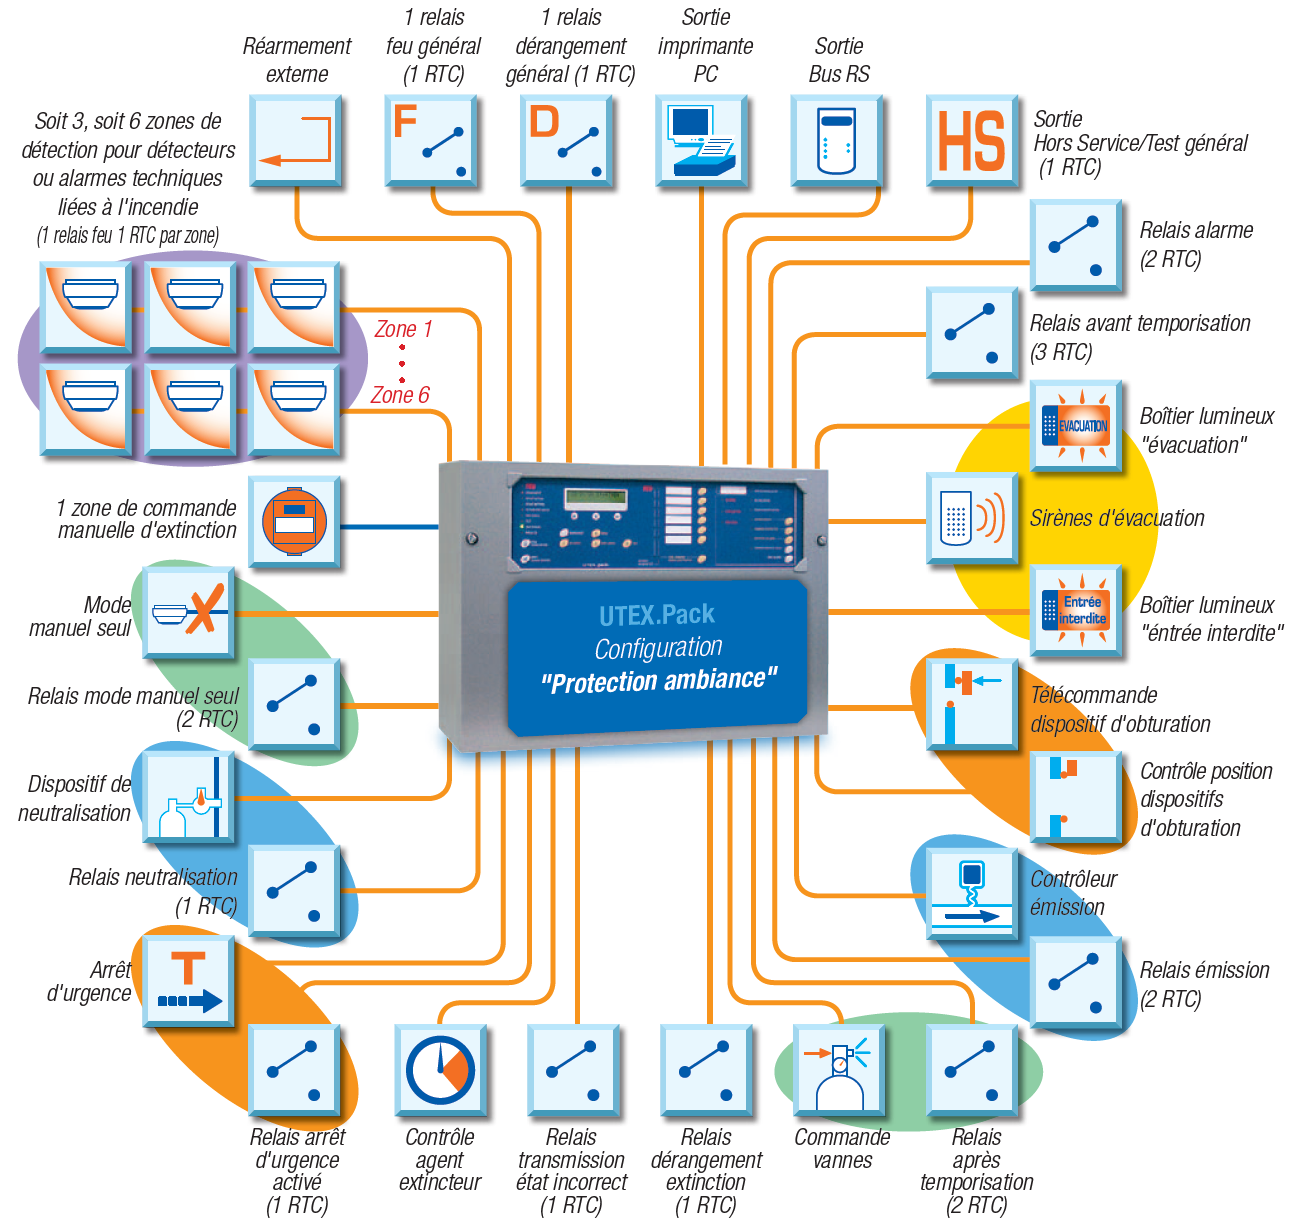 1 relais
feu général
(1 RTC)
1 relais
dérangement
général (1 RTC)
Sortie
imprimante
PC
Sortie
Bus RS
Réarmement
externe
Sortie
Hors Service/Test général
(1 RTC)
F
D
HS
Soit 3, soit 6 zones de
détection pour détecteurs
ou alarmes techniques
liées à l'incendie
(1 relais feu 1 RTC par zone)
Relais alarme
(2 RTC)
Relais avant temporisation
(3 RTC)
Zone 1
Zone 6
EVACUATION
Boîtier lumineux
"évacuation"
1 zone de commande
manuelle d'extinction
Sirènes d'évacuation
Mode
manuel seul
UTEX.Pack
Configuration
"Protection ambiance"
Entrée
interdite
Boîtier lumineux
"éntrée interdite"
Relais mode manuel seul
(2 RTC)
Télécommande
dispositif d'obturation
Dispositif de
neutralisation
Contrôle position
dispositifs
d'obturation
Relais neutralisation
(1 RTC)
Contrôleur
émission
Arrêt
d'urgence
T
Relais émission
(2 RTC)
Relais arrêt
d'urgence
activé
(1 RTC)
Contrôle
agent
extincteur
Relais
transmission
état incorrect
(1 RTC)
Relais
dérangement
extinction
(1 RTC)
Commande
vannes
Relais
après
temporisation
(2 RTC)